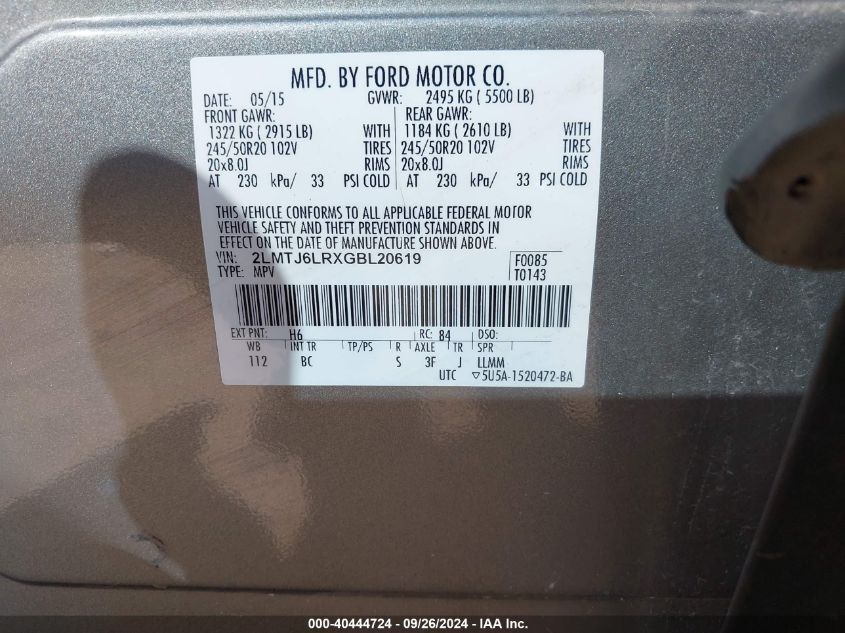 MFD. BY FORD MOTOR CO.
DATE: 05/15 GVWR: 2495 KG ( 5500 LB)
FRONT GAWR: REAR GAWR:
1322 KG ( 2915 LB) WITH 1184 KG ( 2610 LB) WITH
245/50R20 102V TIRES 245/50R20 102V TIRES
20x8.0J RIMS 20x8.0J RIMS
AT 230 kPa/ 33 PSI COLD AT 230 kPa/ 33 PSI COLD
THIS VEHICLE CONFORMS TO ALL APPLICABLE FEDERAL MOTOR
VEHICLE SAFETY AND THEFT PREVENTION STANDARDS IN
EFFECT ON THE DATE OF MANUFACTURE SHOWN ABOVE.
VIN: 2LMTJ6LRXGBL20619 F0085
TYPE: MPV T0143
EXT PNT: H6 RC: 84 DSO:
WB INT TR TP/PS R AXLE TR SPR
112 BC S 3F J LLMM
UTC ▽5U5A-1520472-BA
000-40444724 - 09/26/2024 - IAA Inc.